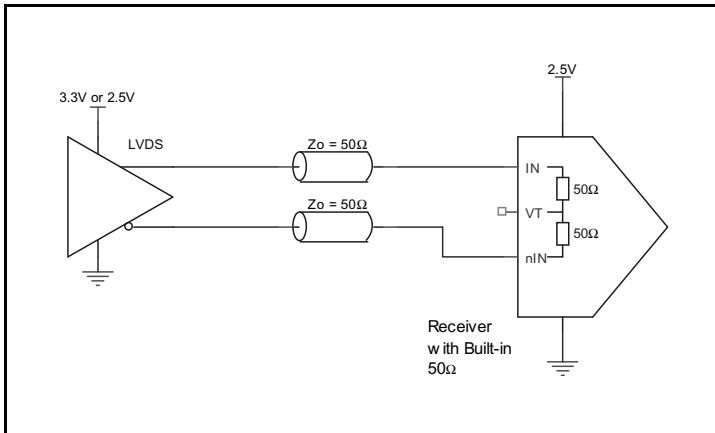 2.5V
3.3V or 2.5V
LVDS
Zo = 50Ω
IN
50Ω
Zo = 50Ω
VT
50Ω
nIN
Receiver
with Built-in
50Ω